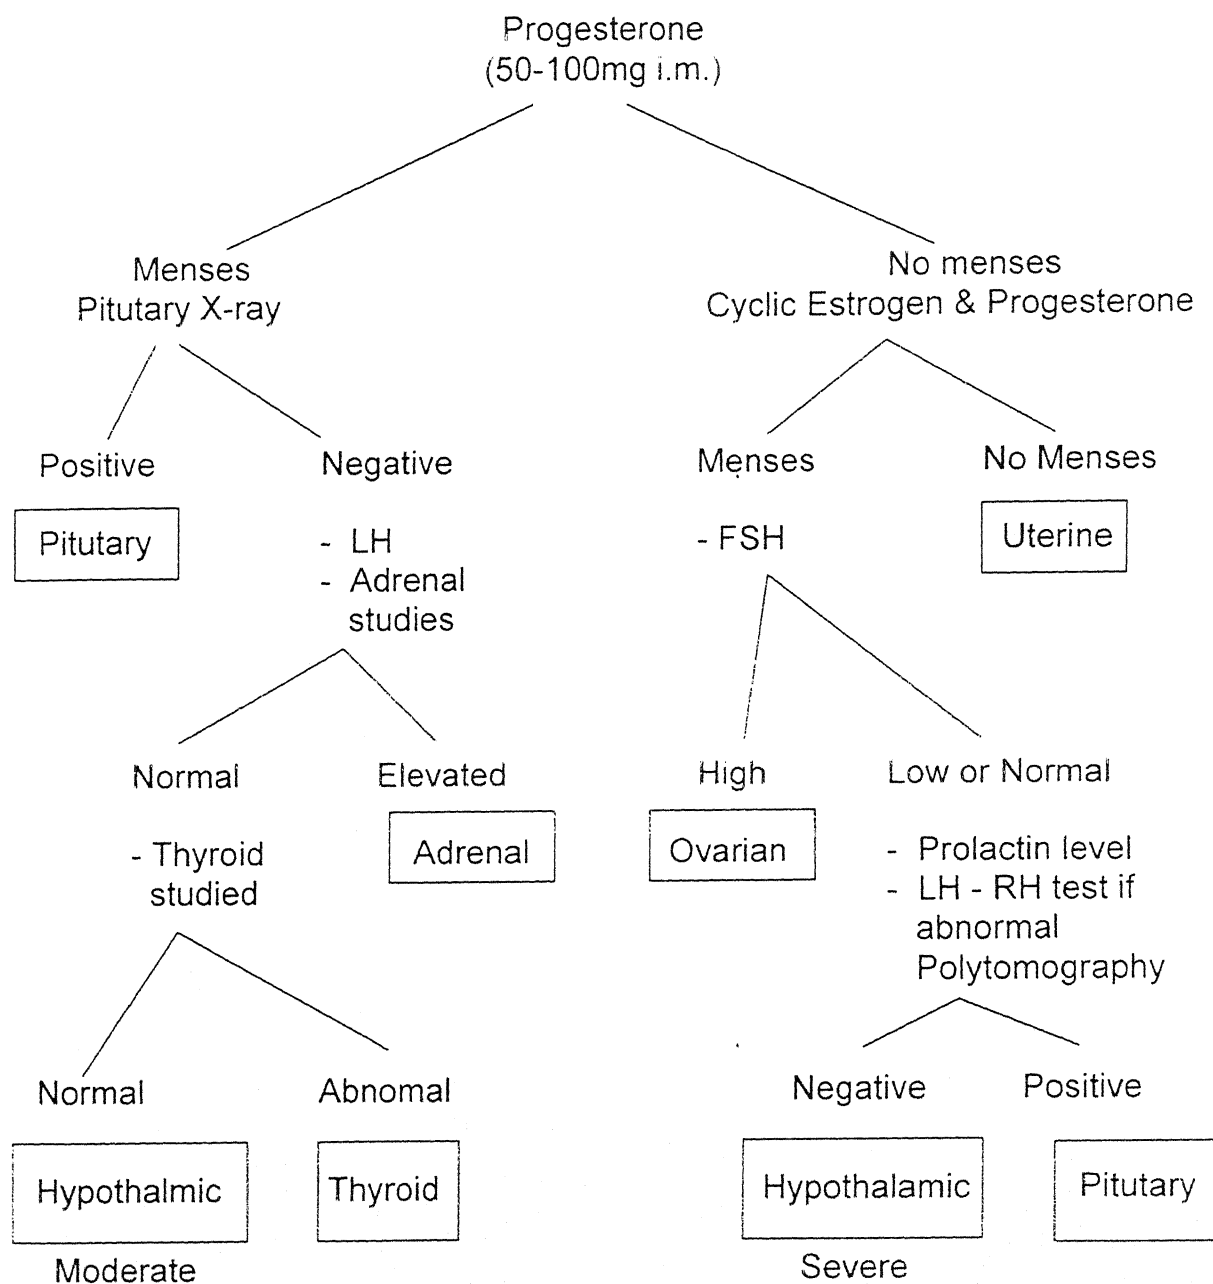 Progesterone
(50-100mg i.m.)
Menses
Pitutary X-ray
No menses
Cyclic Estrogen & Progesterone
Positive
Pitutary
Negative
- LH
- Adrenal
studies
Menses
- FSH
No Menses
Uterine
Normal
- Thyroid
studied
Elevated
Adrenal
High
Ovarian
Low or Normal
- Prolactin level
- LH - RH test if
abnormal
Polytomography
Normal
Hypothalmic
Moderate
Abnomal
Thyroid
Negative
Hypothalamic
Severe
Positive
Pitutary